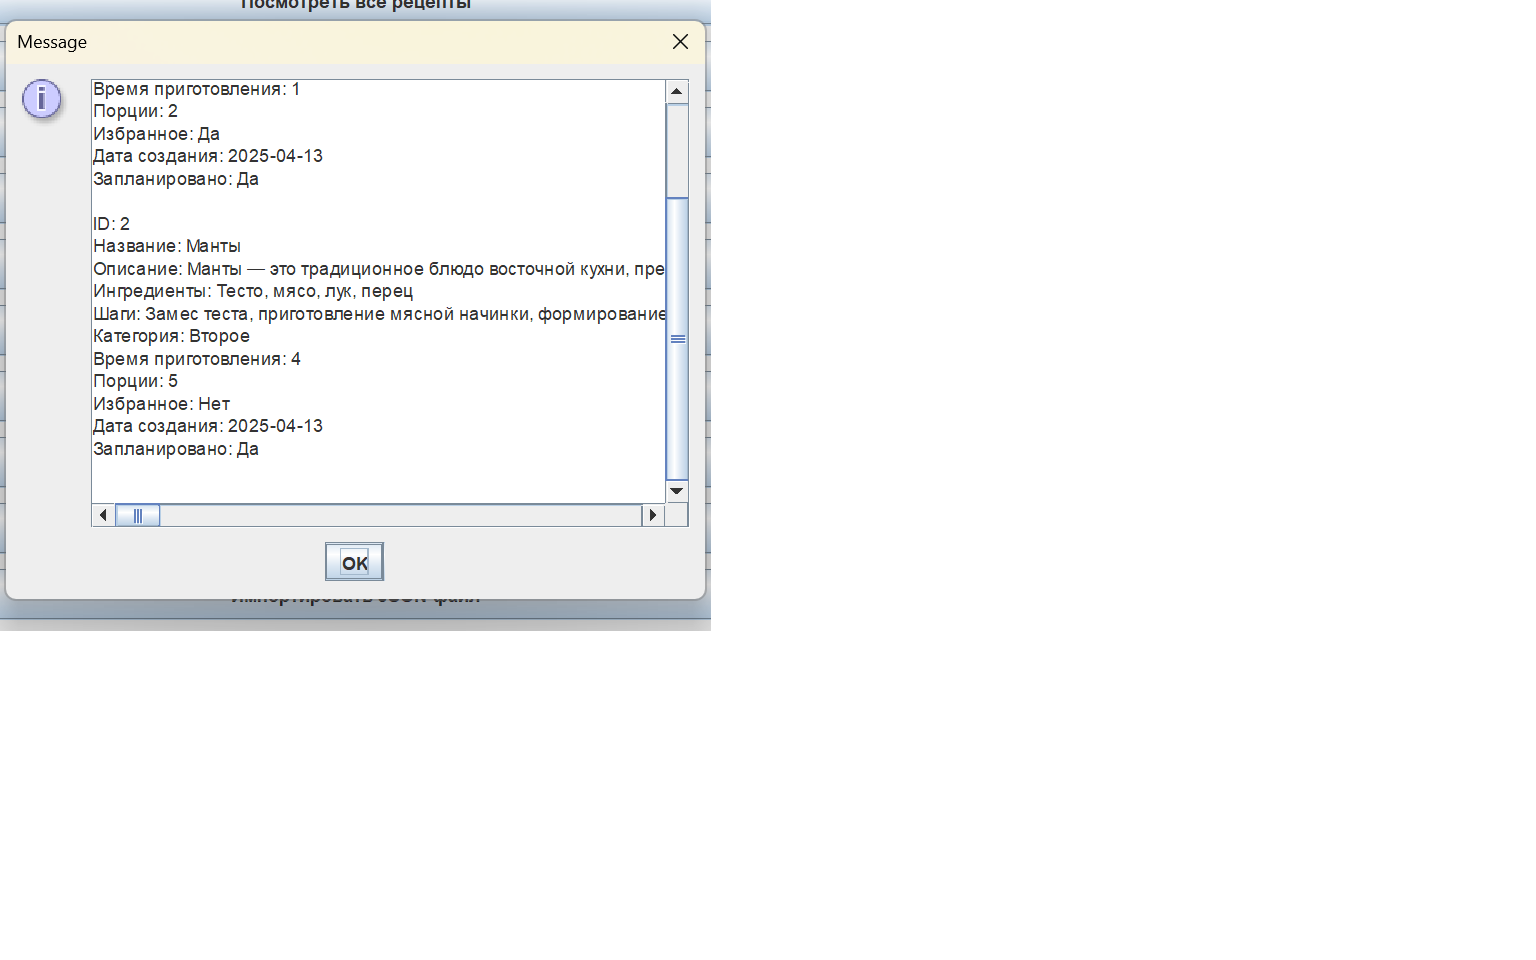 Посмотреть все рецепты
Message
Время приготовления: 1
Порции: 2
Избранное: Да
Дата создания: 2025-04-13
Запланировано: Да
ID: 2
Название: Манты
Описание: Манты — это традиционное блюдо восточной кухни, пре
Ингредиенты: Тесто, мясо, лук, перец
Шаги: Замес теста, приготовление мясной начинки, формирование
Категория: Второе
Время приготовления: 4
Порции: 5
Избранное: Нет
Дата создания: 2025-04-13
Запланировано: Да
OK
Импортировать JSON-файл